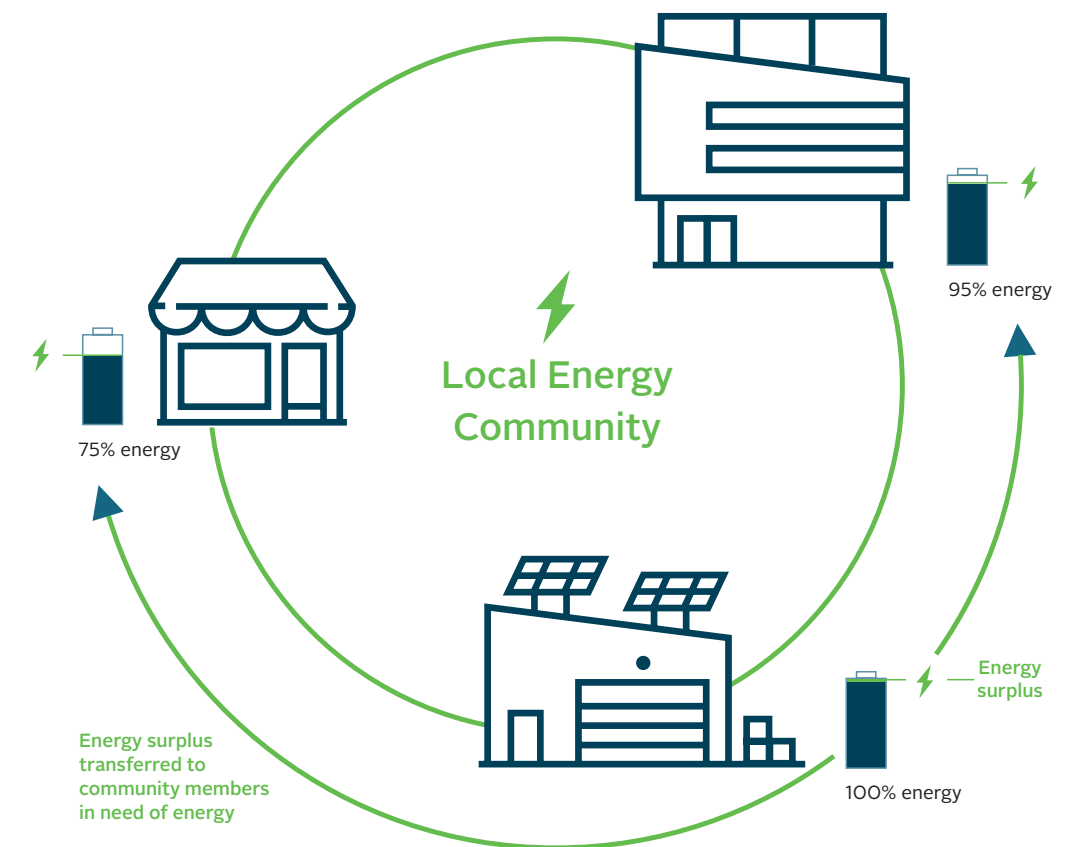 95% energy
Local Energy
Community
75% energy
Energy
surplus
Energy surplus
transferred to
community members
in need of energy
100% energy